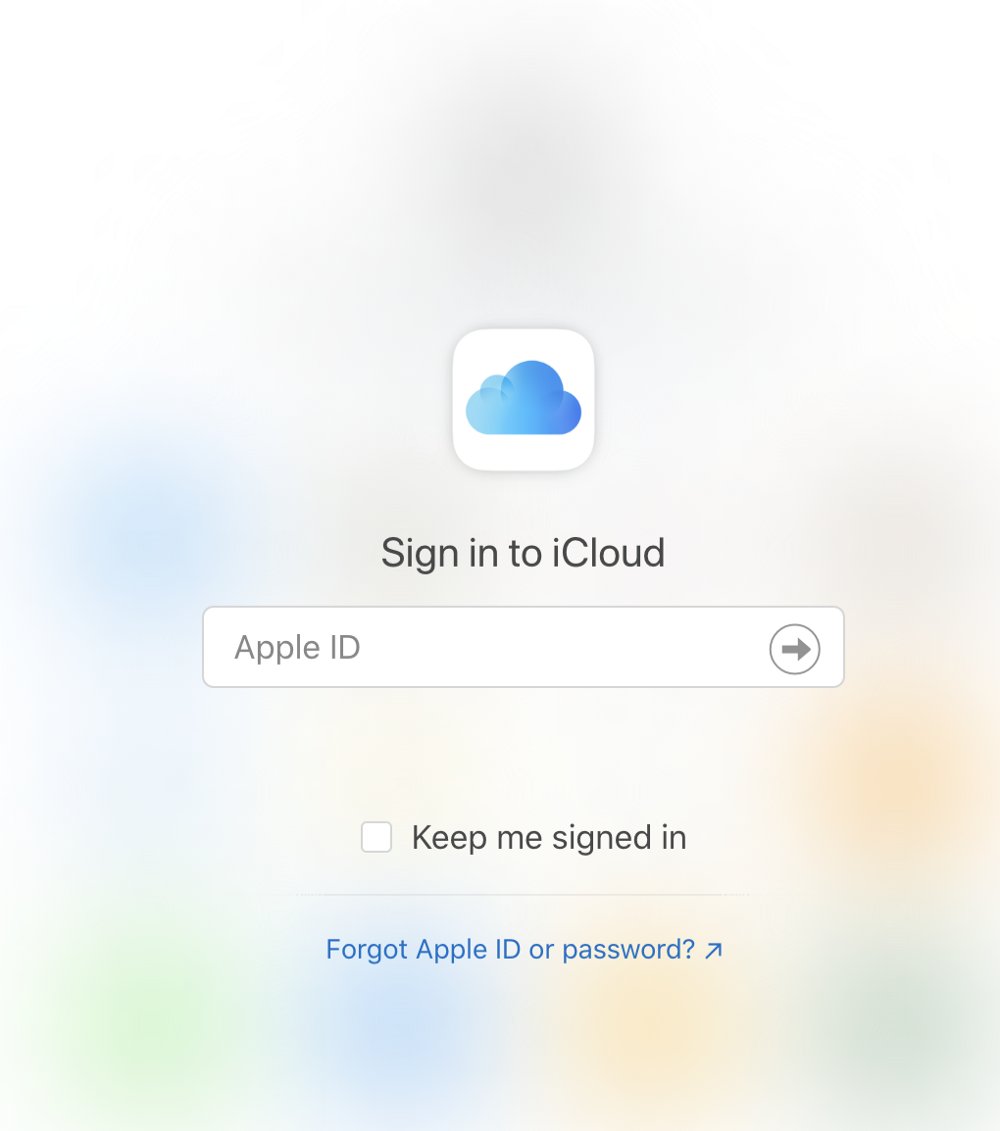 Sign in to iCloud
Apple ID
Keep me signed in
Forgot Apple ID or password? ↗